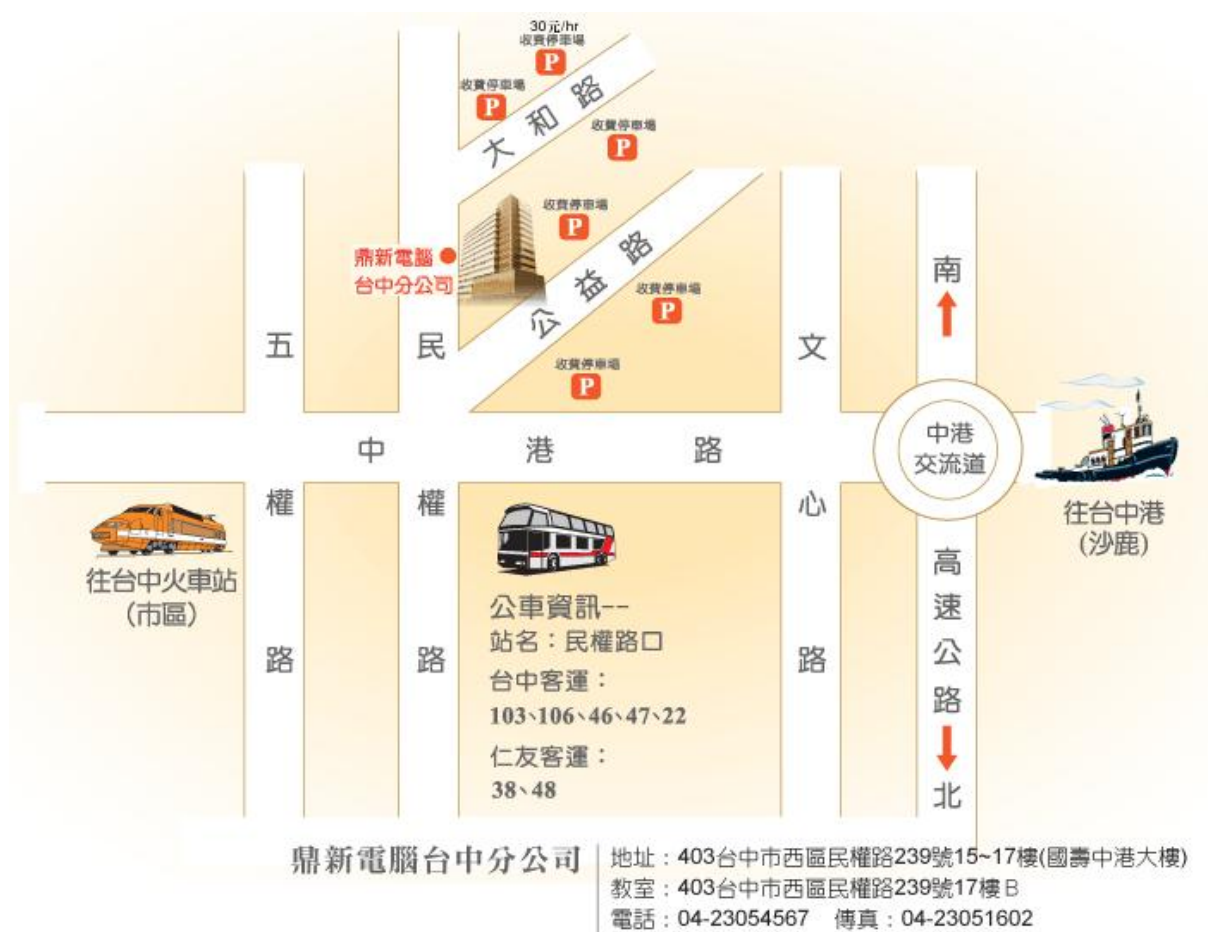 30元/hr
收費停車場
P
收費停車場
P
大和路
收費停車場
P
收費停車場
P
鼎新電腦
台中分公司
公益路
收費停車場
P
收費停車場
P
五權路
民權路
文心路
中港路
南
中港
交流道
高速公路
北
往台中港
(沙鹿)
往台中火車站
(市區)
公車資訊--
站名：民權路口
台中客運：
103、106、46、47、22
仁友客運：
38、48
鼎新電腦台中分公司
地址：403台中市西區民權路239號15~17樓(國壽中港大樓)
教室：403台中市西區民權路239號17樓B
電話：04-23054567 傳真：04-23051602